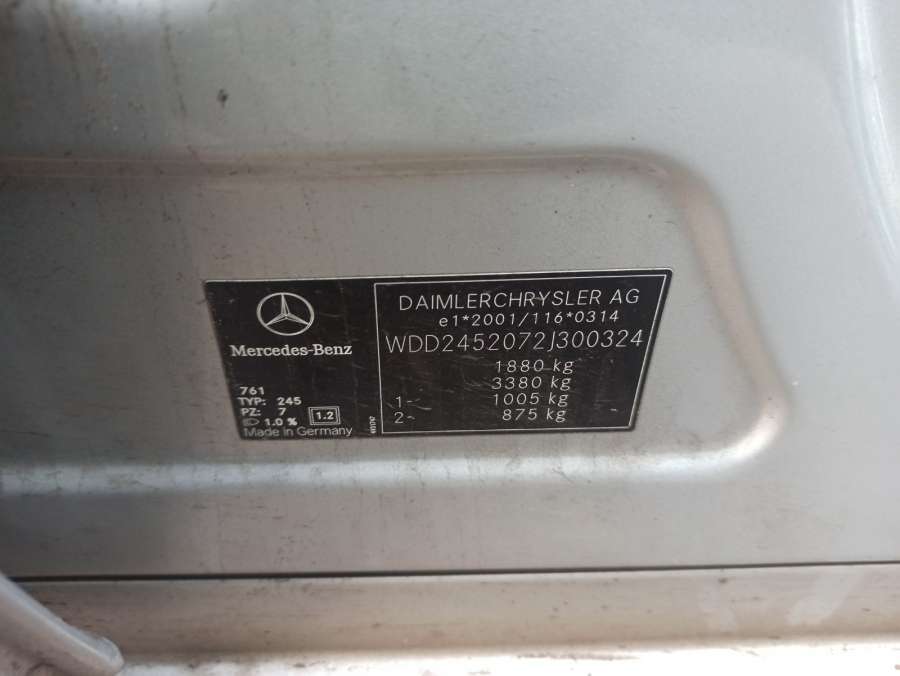 Mercedes-Benz
761
TYP: 245
PZ: 7
1.0 %
1.2
Made in Germany
DAIMLERCHRYSLER AG
e1*2001/116*0314
WDD2452072J300324
1880 kg
3380 kg
1- 1005 kg
2- 875 kg